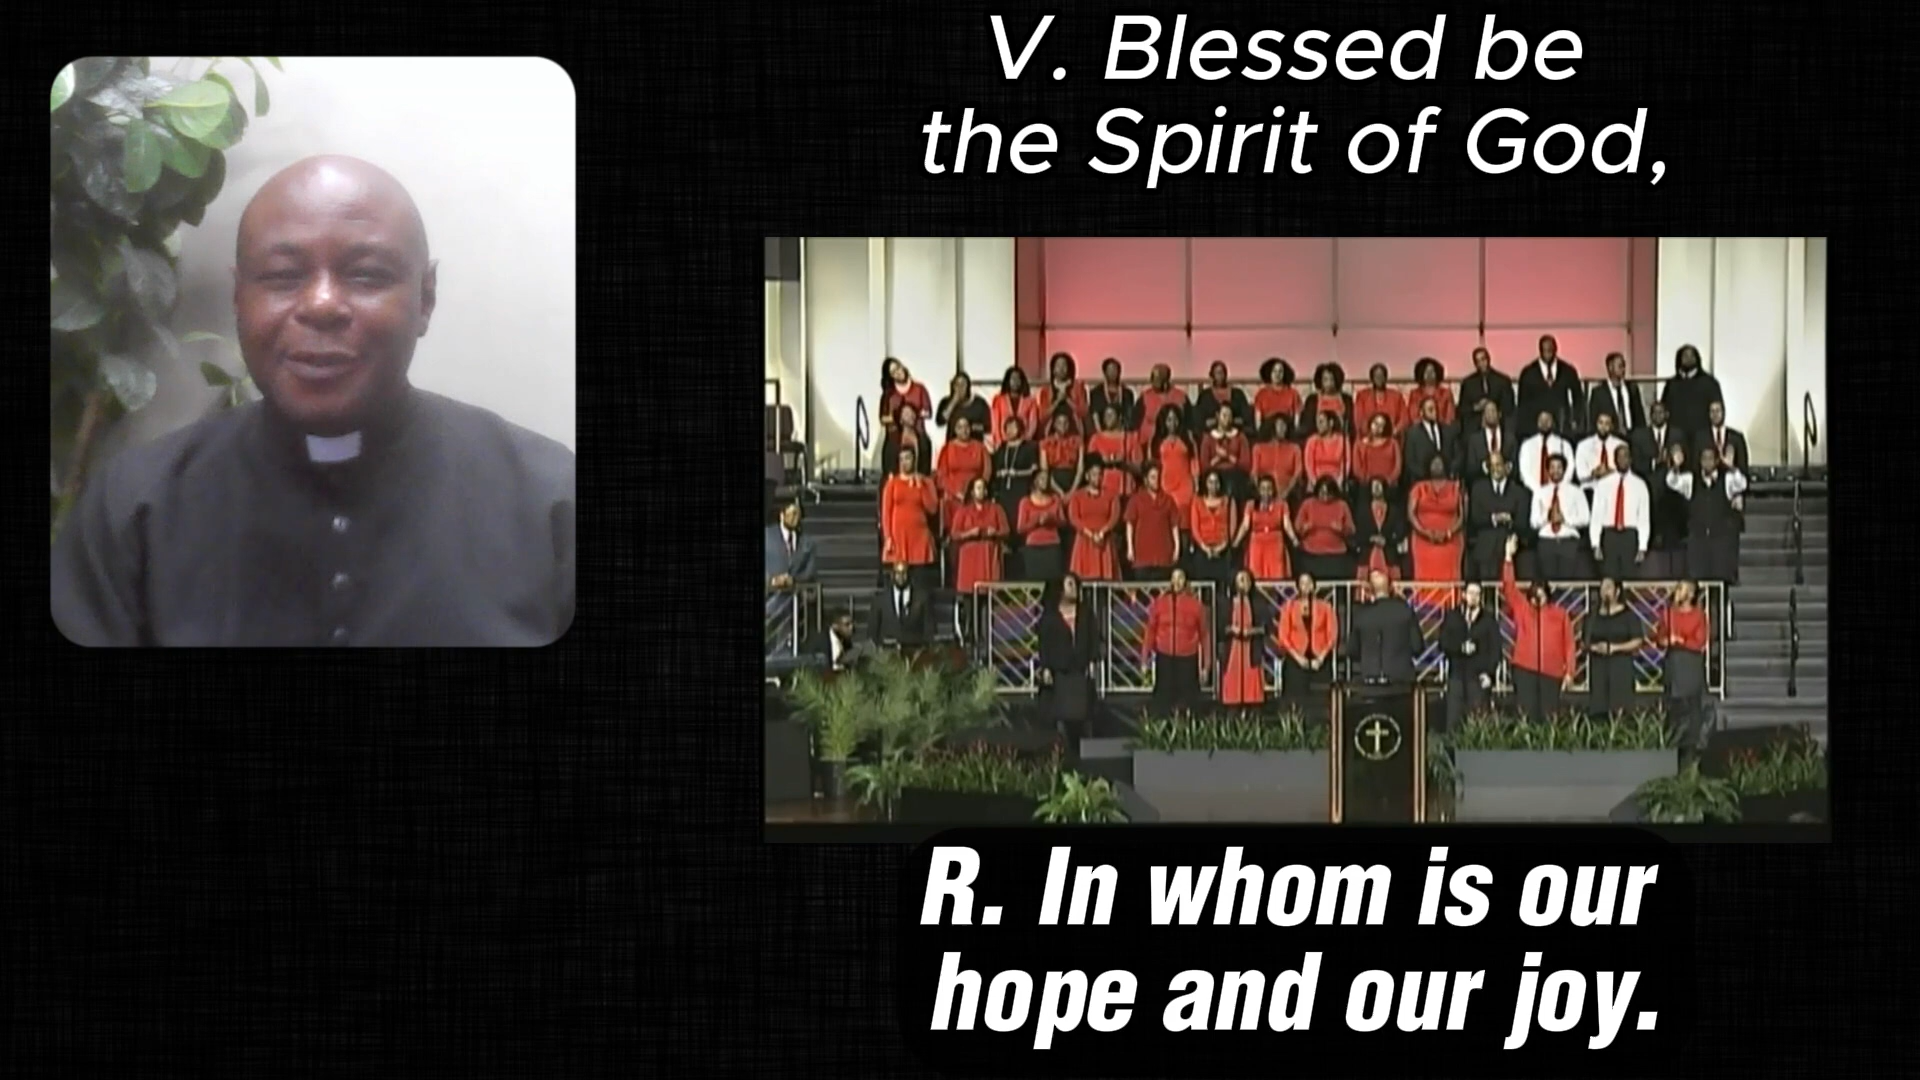 V. Blessed be
the Spirit of God,
R. In whom is our
hope and our joy.